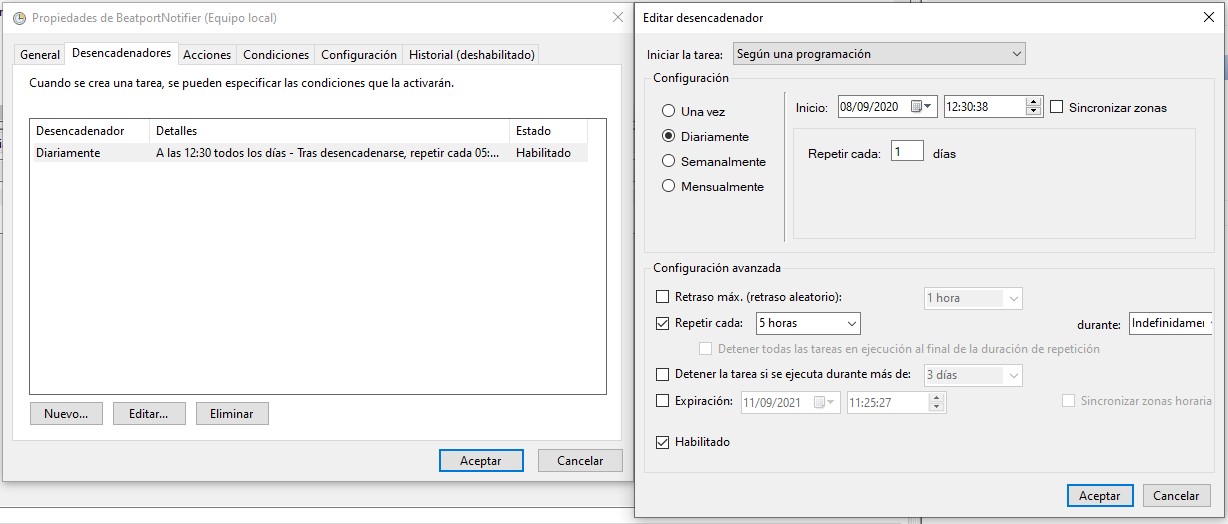 Propiedades de BeatportNotifier (Equipo local)
General Desencadenadores Acciones Condiciones Configuración Historial (deshabilitado)
Cuando se crea una tarea, se pueden especificar las condiciones que la activarán.
Desencadenador Detalles Estado
Diariamente A las 12:30 todos los días - Tras desencadenarse, repetir cada 05:... Habilitado
Nuevo... Editar... Eliminar
Aceptar Cancelar
Editar desencadenador
Iniciar la tarea: Según una programación
Configuración
Una vez
Diariamente
Semanalmente
Mensualmente
Inicio: 08/09/2020 12:30:38 Sincronizar zonas
Repetir cada: 1 días
Configuración avanzada
Retraso máx. (retraso aleatorio): 1 hora
Repetir cada: 5 horas durante: Indefinidamer
Detener todas las tareas en ejecución al final de la duración de repetición
Detener la tarea si se ejecuta durante más de: 3 días
Expiración: 11/09/2021 11:25:27 Sincronizar zonas horaria
Habilitado
Aceptar Cancelar